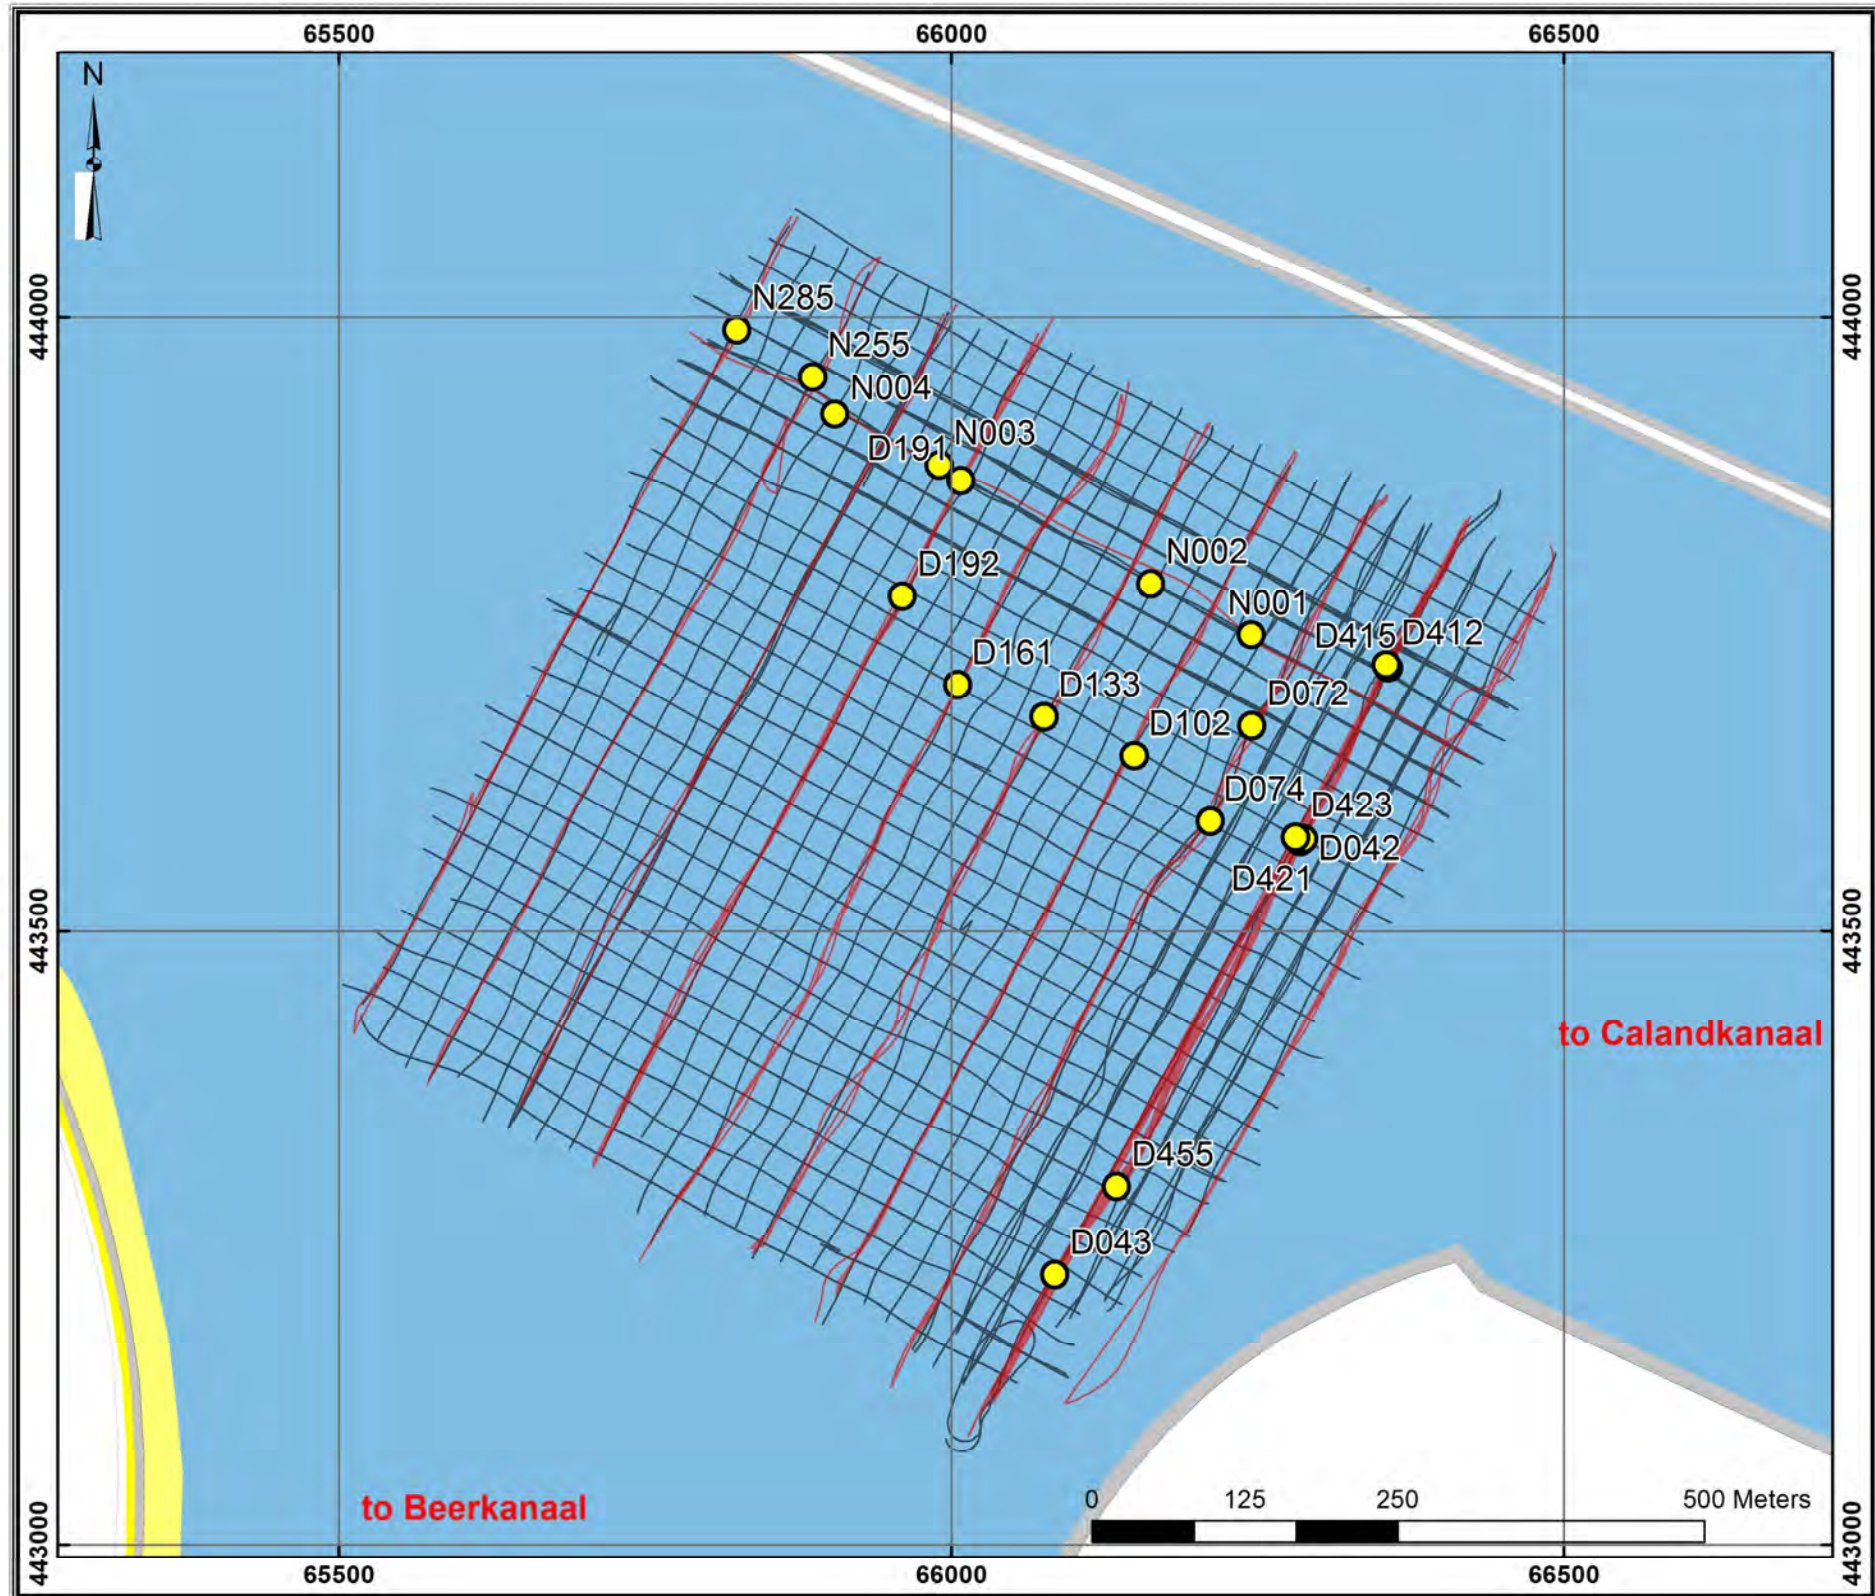 65500 66000 66500
N
444000 444000
N285
N255
N004
D191 N003
D192
N002
N001
D415 D412
D161
D133
D072
D102
D074
D423
D042
D421
443500 443500
to Calandkanaal
D455
D043
to Beerkanaal
0 125 250 500 Meters
443000 443000
65500 66000 66500